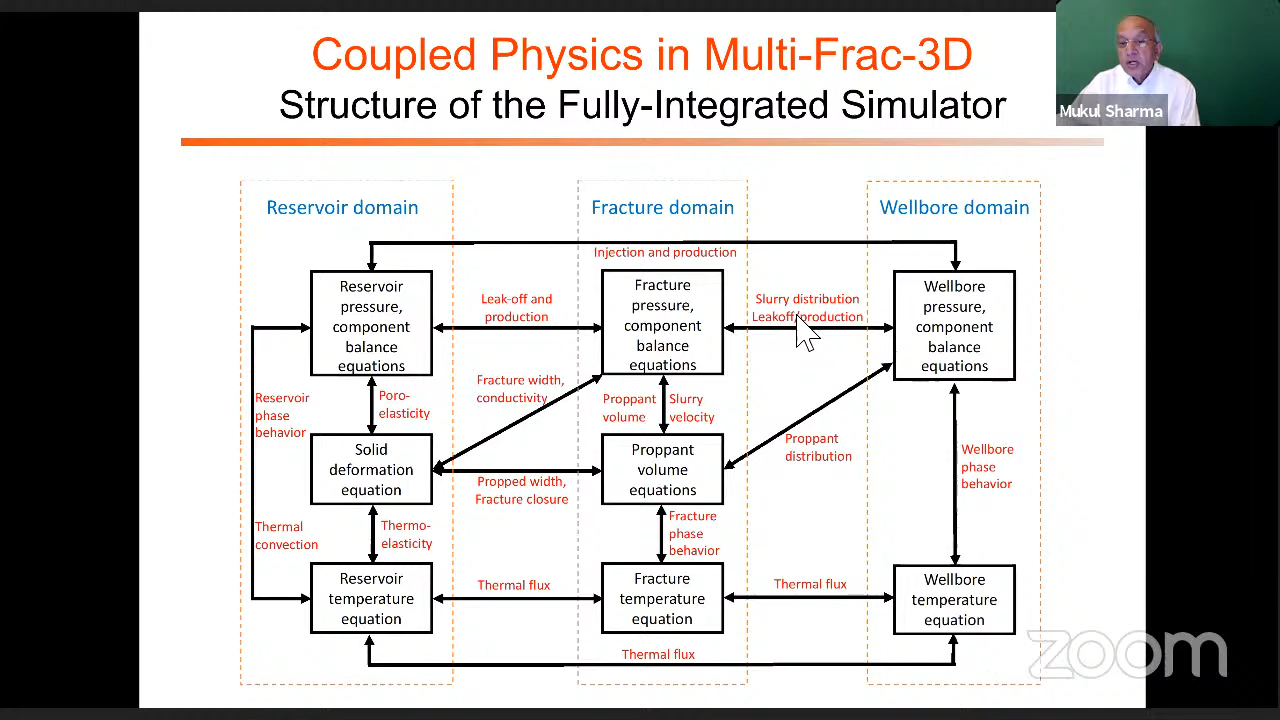 Coupled Physics in Multi-Frac-3D
Structure of the Fully-Integrated Simulator
Mukul Sharma
Reservoir domain
Fracture domain
Wellbore domain
Injection and production
Reservoir
pressure,
component
balance
equations
Leak-off and
production
Fracture
pressure,
component
balance
equations
Slurry distribution
Leakoff/production
Wellbore
pressure,
component
balance
equations
Reservoir
phase
behavior
Poro-
elasticity
Fracture width,
conductivity
Proppant
volume
Slurry
velocity
Proppant
distribution
Wellbore
phase
behavior
Solid
deformation
equation
Propped width,
Fracture closure
Proppant
volume
equations
Thermal
convection
Thermo-
elasticity
Fracture
phase
behavior
Reservoir
temperature
equation
Thermal flux
Fracture
temperature
equation
Thermal flux
Wellbore
temperature
equation
Thermal flux
zoom